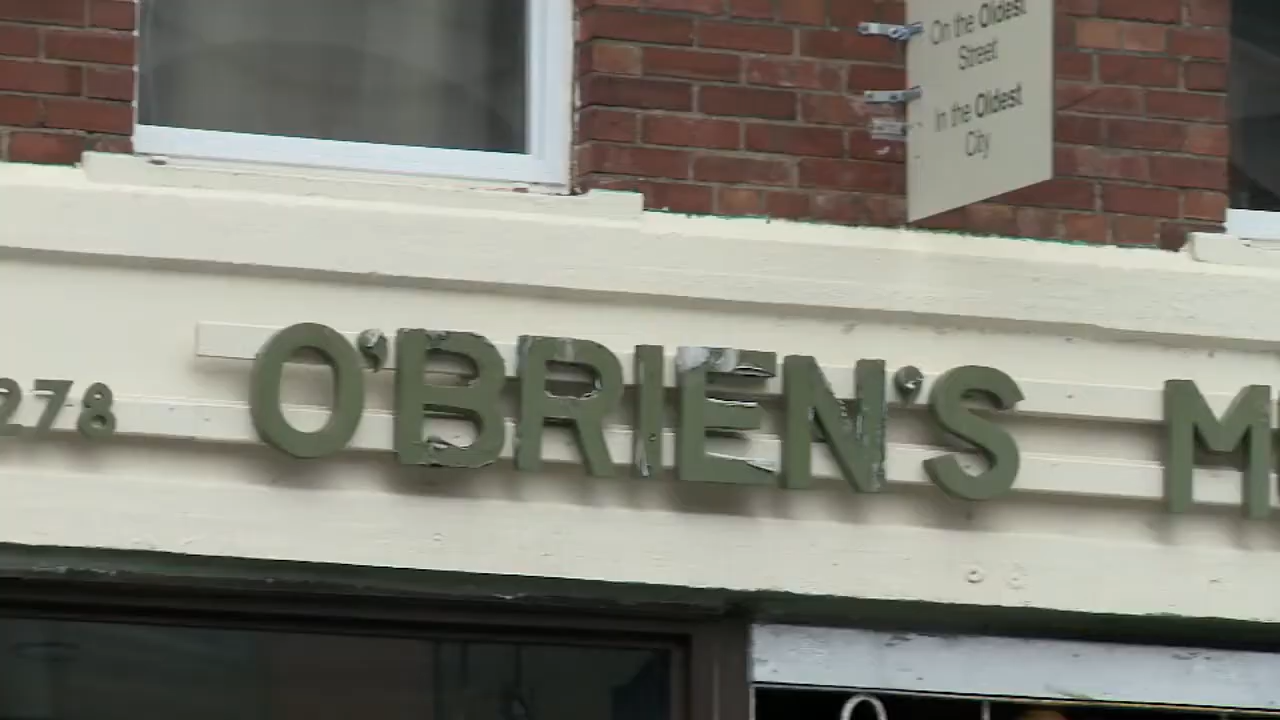 On the Oldest
Street
In the Oldest
City
278 O'BRIEN'S